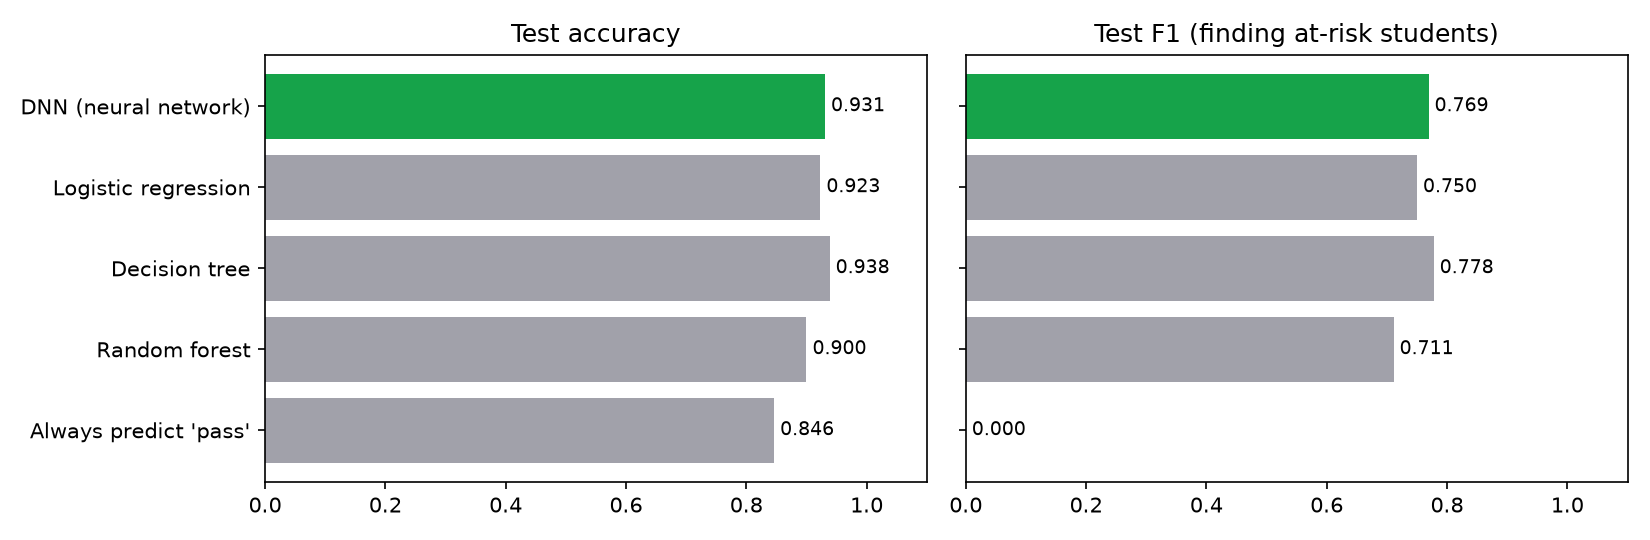 Test accuracy
DNN (neural network)
0.931
Logistic regression
0.923
Decision tree
0.938
Random forest
0.900
Always predict 'pass'
0.846
0.0 0.2 0.4 0.6 0.8 1.0
Test F1 (finding at-risk students)
0.769
0.750
0.778
0.711
0.000
0.0 0.2 0.4 0.6 0.8 1.0